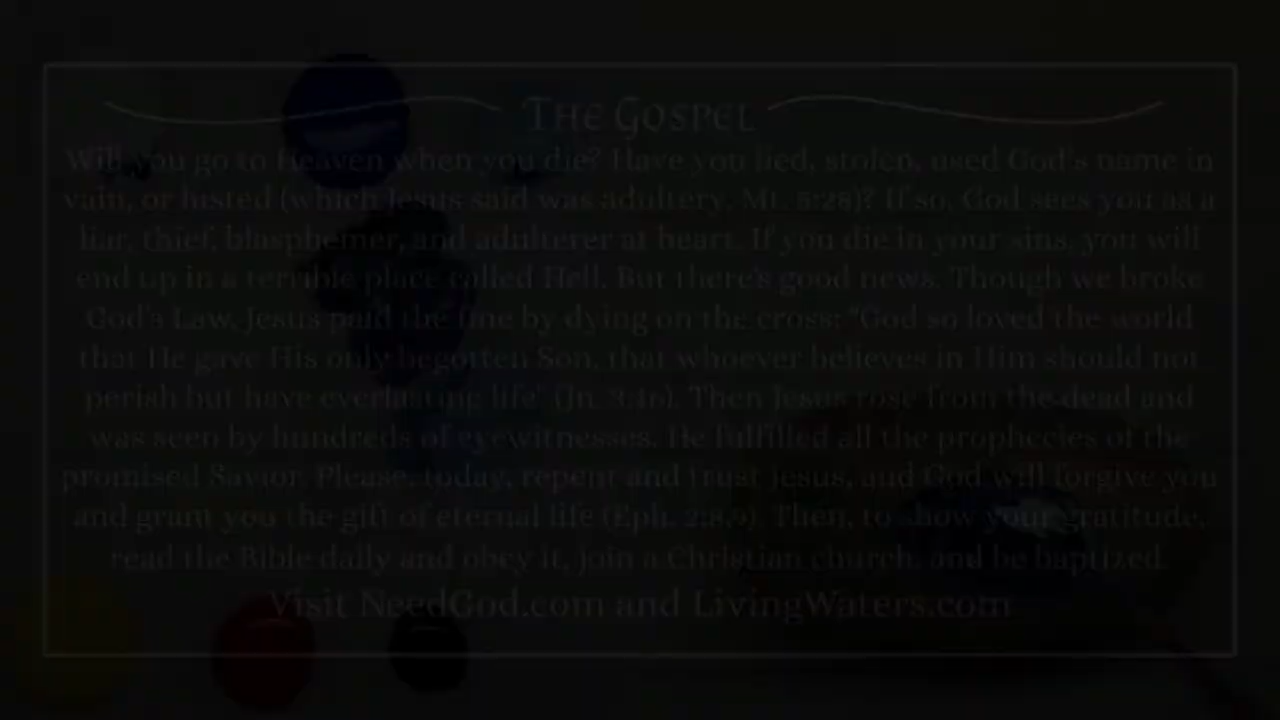 The Gospel
Will you go to Heaven when you die? Have you lied, stolen, used God's name in
vain, or lusted (which Jesus said was adultery, Mt. 5:28)? If so, God sees you as a
liar, thief, blasphemer, and adulterer at heart. If you die in your sins, you will
end up in a terrible place called Hell. But there's good news. Though we broke
God's Law, Jesus paid the fine by dying on the cross: "God so loved the world
that He gave His only begotten Son, that whoever believes in Him should not
perish but have everlasting life" (Jn. 3:16). Then Jesus rose from the dead and
was seen by hundreds of eyewitnesses. He fulfilled all the prophecies of the
promised Savior. Please, today, repent and trust Jesus, and God will forgive you
and grant you the gift of eternal life (Eph. 2:8,9). Then, to show your gratitude,
read the Bible daily and obey it, join a Christian church, and be baptized.
Visit NeedGod.com and LivingWaters.com